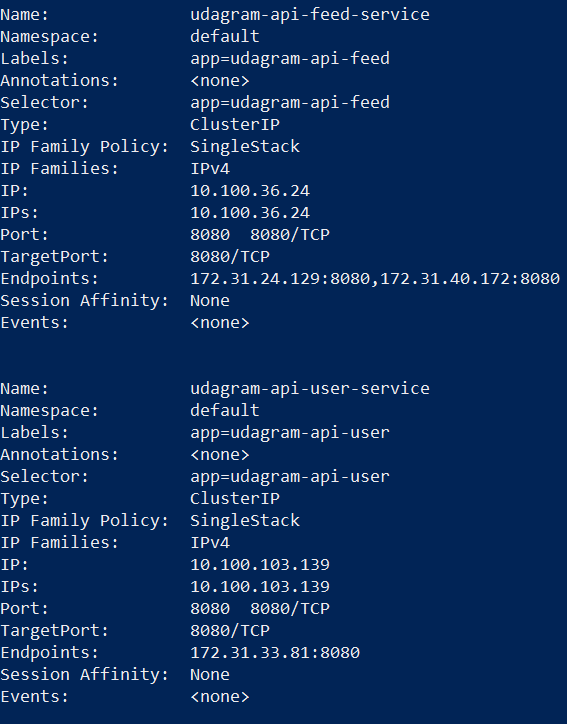 Name: udagram-api-feed-service
Namespace: default
Labels: app=udagram-api-feed
Annotations: <none>
Selector: app=udagram-api-feed
Type: ClusterIP
IP Family Policy: SingleStack
IP Families: IPv4
IP: 10.100.36.24
IPs: 10.100.36.24
Port: 8080 8080/TCP
TargetPort: 8080/TCP
Endpoints: 172.31.24.129:8080,172.31.40.172:8080
Session Affinity: None
Events: <none>
Name: udagram-api-user-service
Namespace: default
Labels: app=udagram-api-user
Annotations: <none>
Selector: app=udagram-api-user
Type: ClusterIP
IP Family Policy: SingleStack
IP Families: IPv4
IP: 10.100.103.139
IPs: 10.100.103.139
Port: 8080 8080/TCP
TargetPort: 8080/TCP
Endpoints: 172.31.33.81:8080
Session Affinity: None
Events: <none>